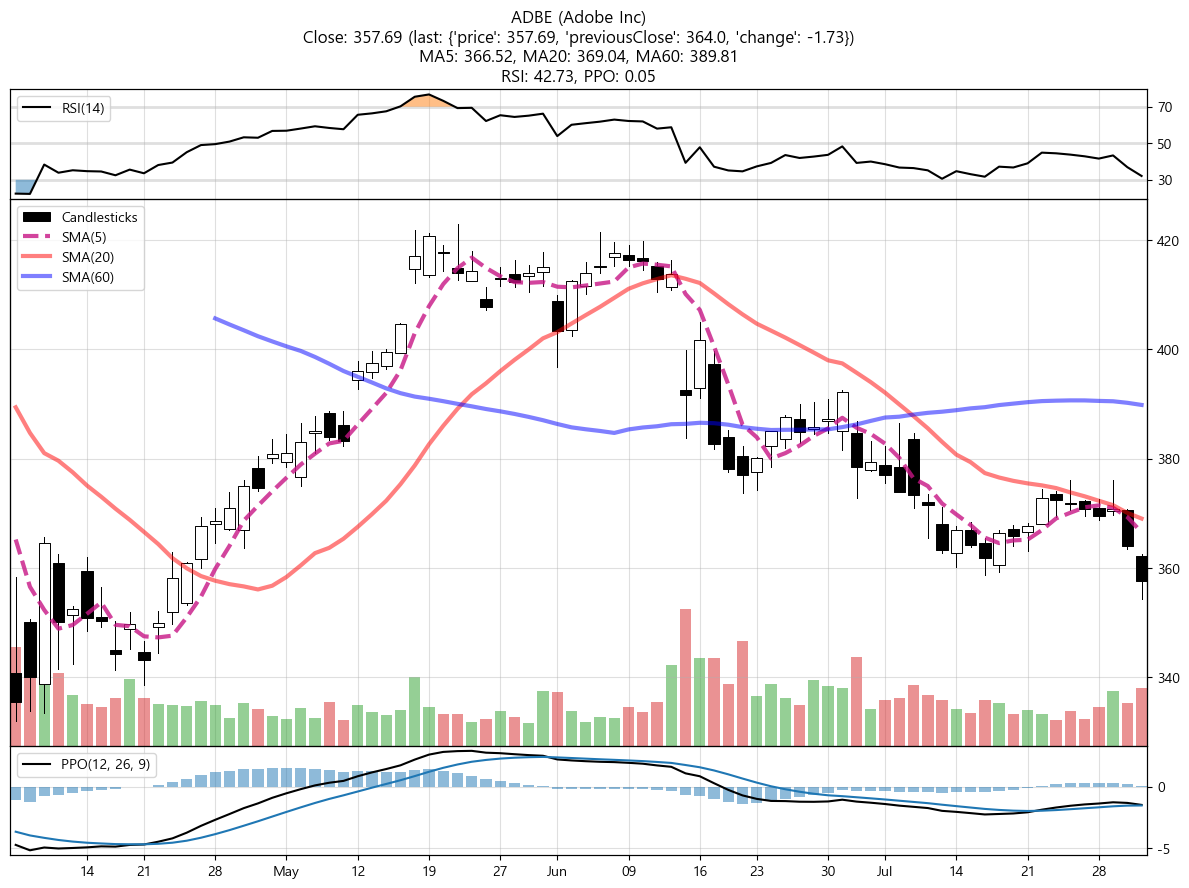 ADBE (Adobe Inc)
Close: 357.69 (last: {'price': 357.69, 'previousClose': 364.0, 'change': -1.73})
MA5: 366.52, MA20: 369.04, MA60: 389.81
RSI: 42.73, PPO: 0.05
RSI(14)
70
50
30
Candlesticks
SMA(5)
SMA(20)
SMA(60)
420
400
380
360
340
PPO(12, 26, 9)
0
-5
14 21 28 May 12 19 27 Jun 09 16 23 30 Jul 14 21 28